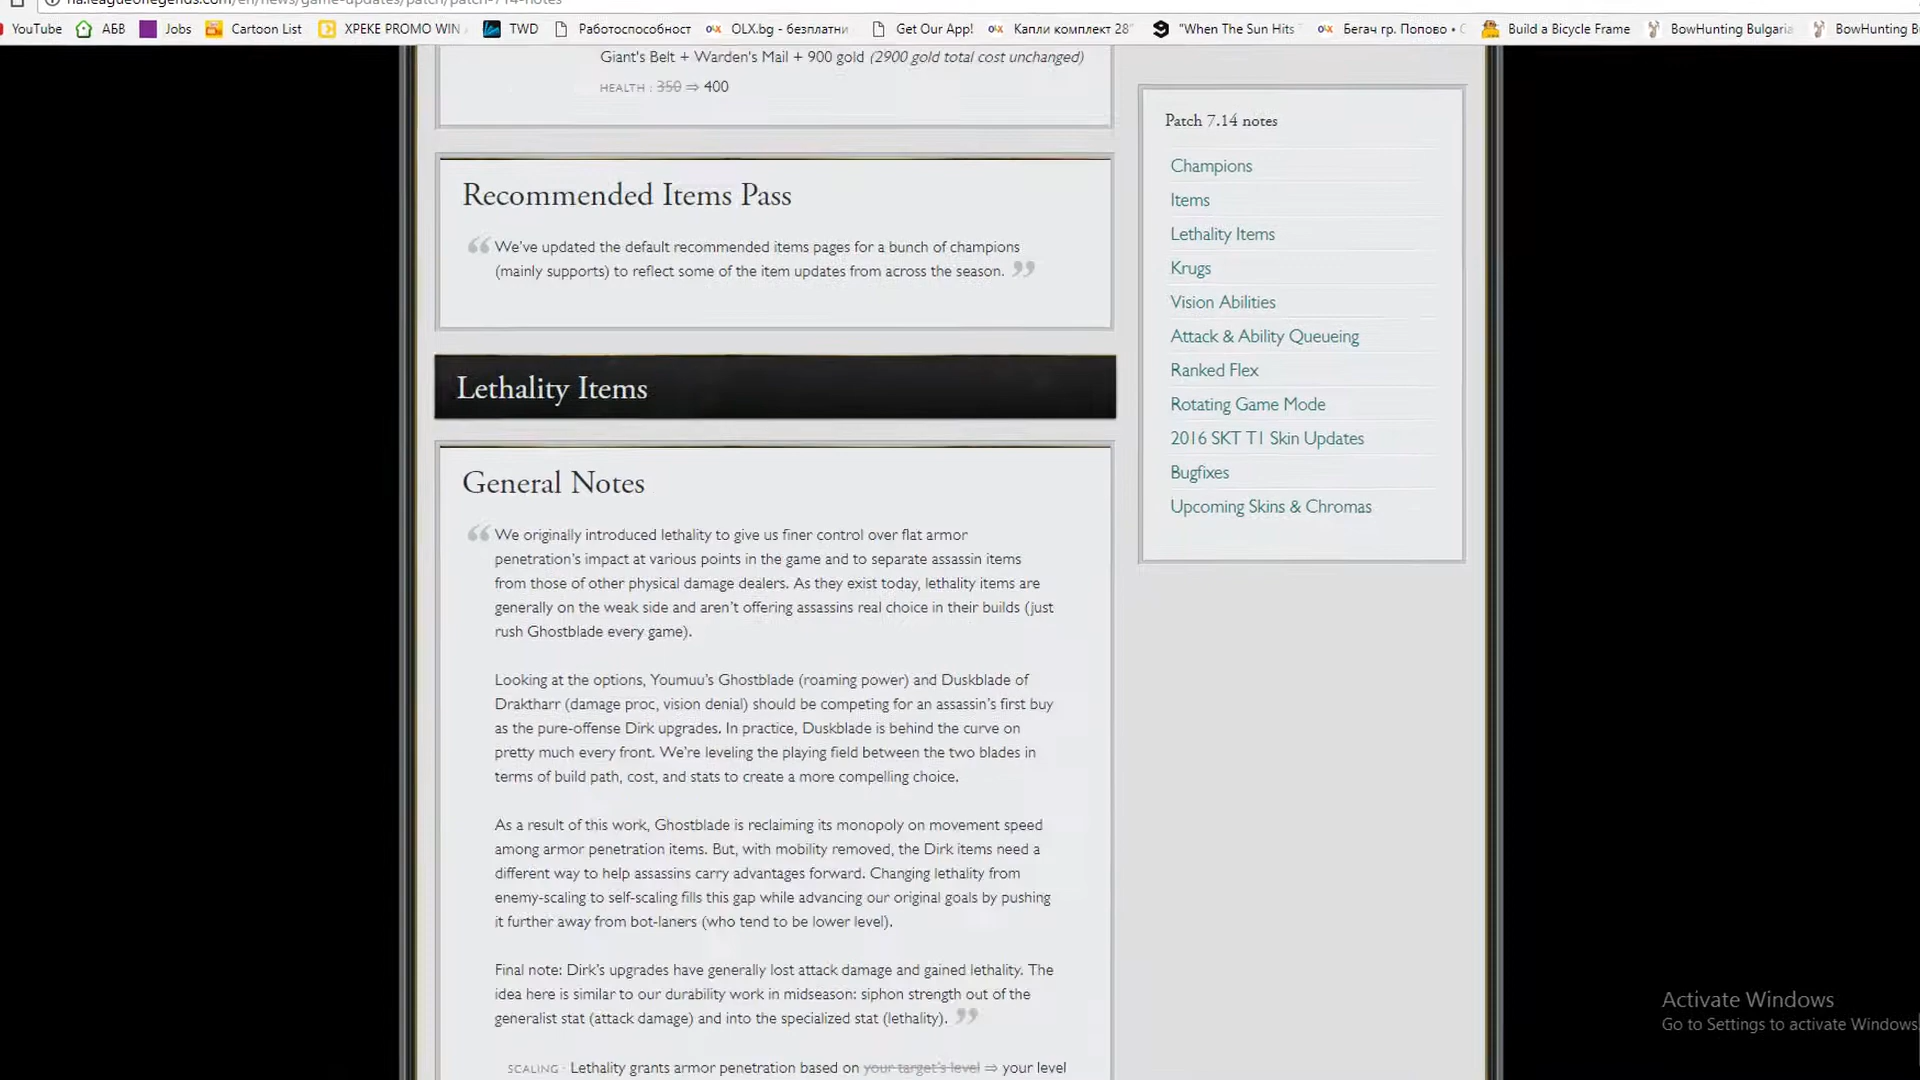 na.leagueoflegends.com/en/news/game-updates/patch/patch-714-notes
YouTube
АБВ
Jobs
Cartoon List
XPEKE PROMO WIN
TWD
Работоспособност
OLX.bg - безплатни
Get Our App!
Капли комплект 28"
"When The Sun Hits
Бегач гр. Попово • 
Build a Bicycle Frame
BowHunting Bulgaria
BowHunting Bu
Giant's Belt + Warden's Mail + 900 gold (2900 gold total cost unchanged)
HEALTH : 350 ⇒ 400
Recommended Items Pass
We've updated the default recommended items pages for a bunch of champions
(mainly supports) to reflect some of the item updates from across the season.
Lethality Items
General Notes
We originally introduced lethality to give us finer control over flat armor
penetration's impact at various points in the game and to separate assassin items
from those of other physical damage dealers. As they exist today, lethality items are
generally on the weak side and aren't offering assassins real choice in their builds (just
rush Ghostblade every game).
Looking at the options, Youmuu's Ghostblade (roaming power) and Duskblade of
Draktharr (damage proc, vision denial) should be competing for an assassin's first buy
as the pure-offense Dirk upgrades. In practice, Duskblade is behind the curve on
pretty much every front. We're leveling the playing field between the two blades in
terms of build path, cost, and stats to create a more compelling choice.
As a result of this work, Ghostblade is reclaiming its monopoly on movement speed
among armor penetration items. But, with mobility removed, the Dirk items need a
different way to help assassins carry advantages forward. Changing lethality from
enemy-scaling to self-scaling fills this gap while advancing our original goals by pushing
it further away from bot-laners (who tend to be lower level).
Final note: Dirk's upgrades have generally lost attack damage and gained lethality. The
idea here is similar to our durability work in midseason: siphon strength out of the
generalist stat (attack damage) and into the specialized stat (lethality).
SCALING : Lethality grants armor penetration based on your target's level ⇒ your level
Patch 7.14 notes
Champions
Items
Lethality Items
Krugs
Vision Abilities
Attack & Ability Queueing
Ranked Flex
Rotating Game Mode
2016 SKT T1 Skin Updates
Bugfixes
Upcoming Skins & Chromas
Activate Windows
Go to Settings to activate Windows.